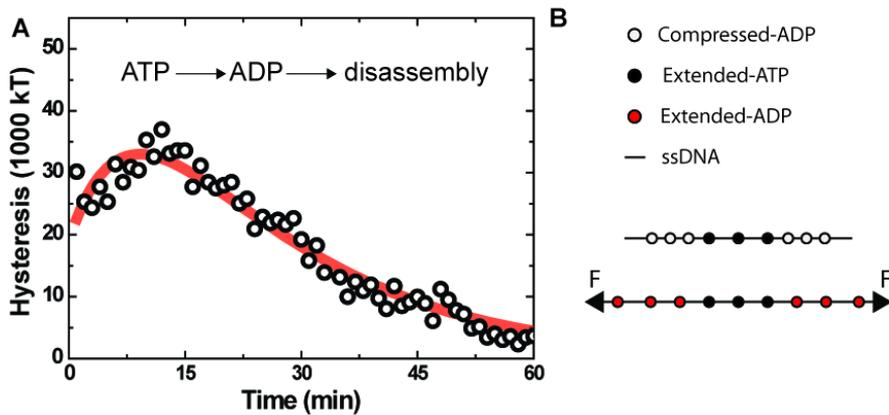 A
50
40
30
20
10
0
Hysteresis (1000 kT)
ATP → ADP → disassembly
0 15 30 45 60
Time (min)
B
Compressed-ADP
Extended-ATP
Extended-ADP
ssDNA
F F